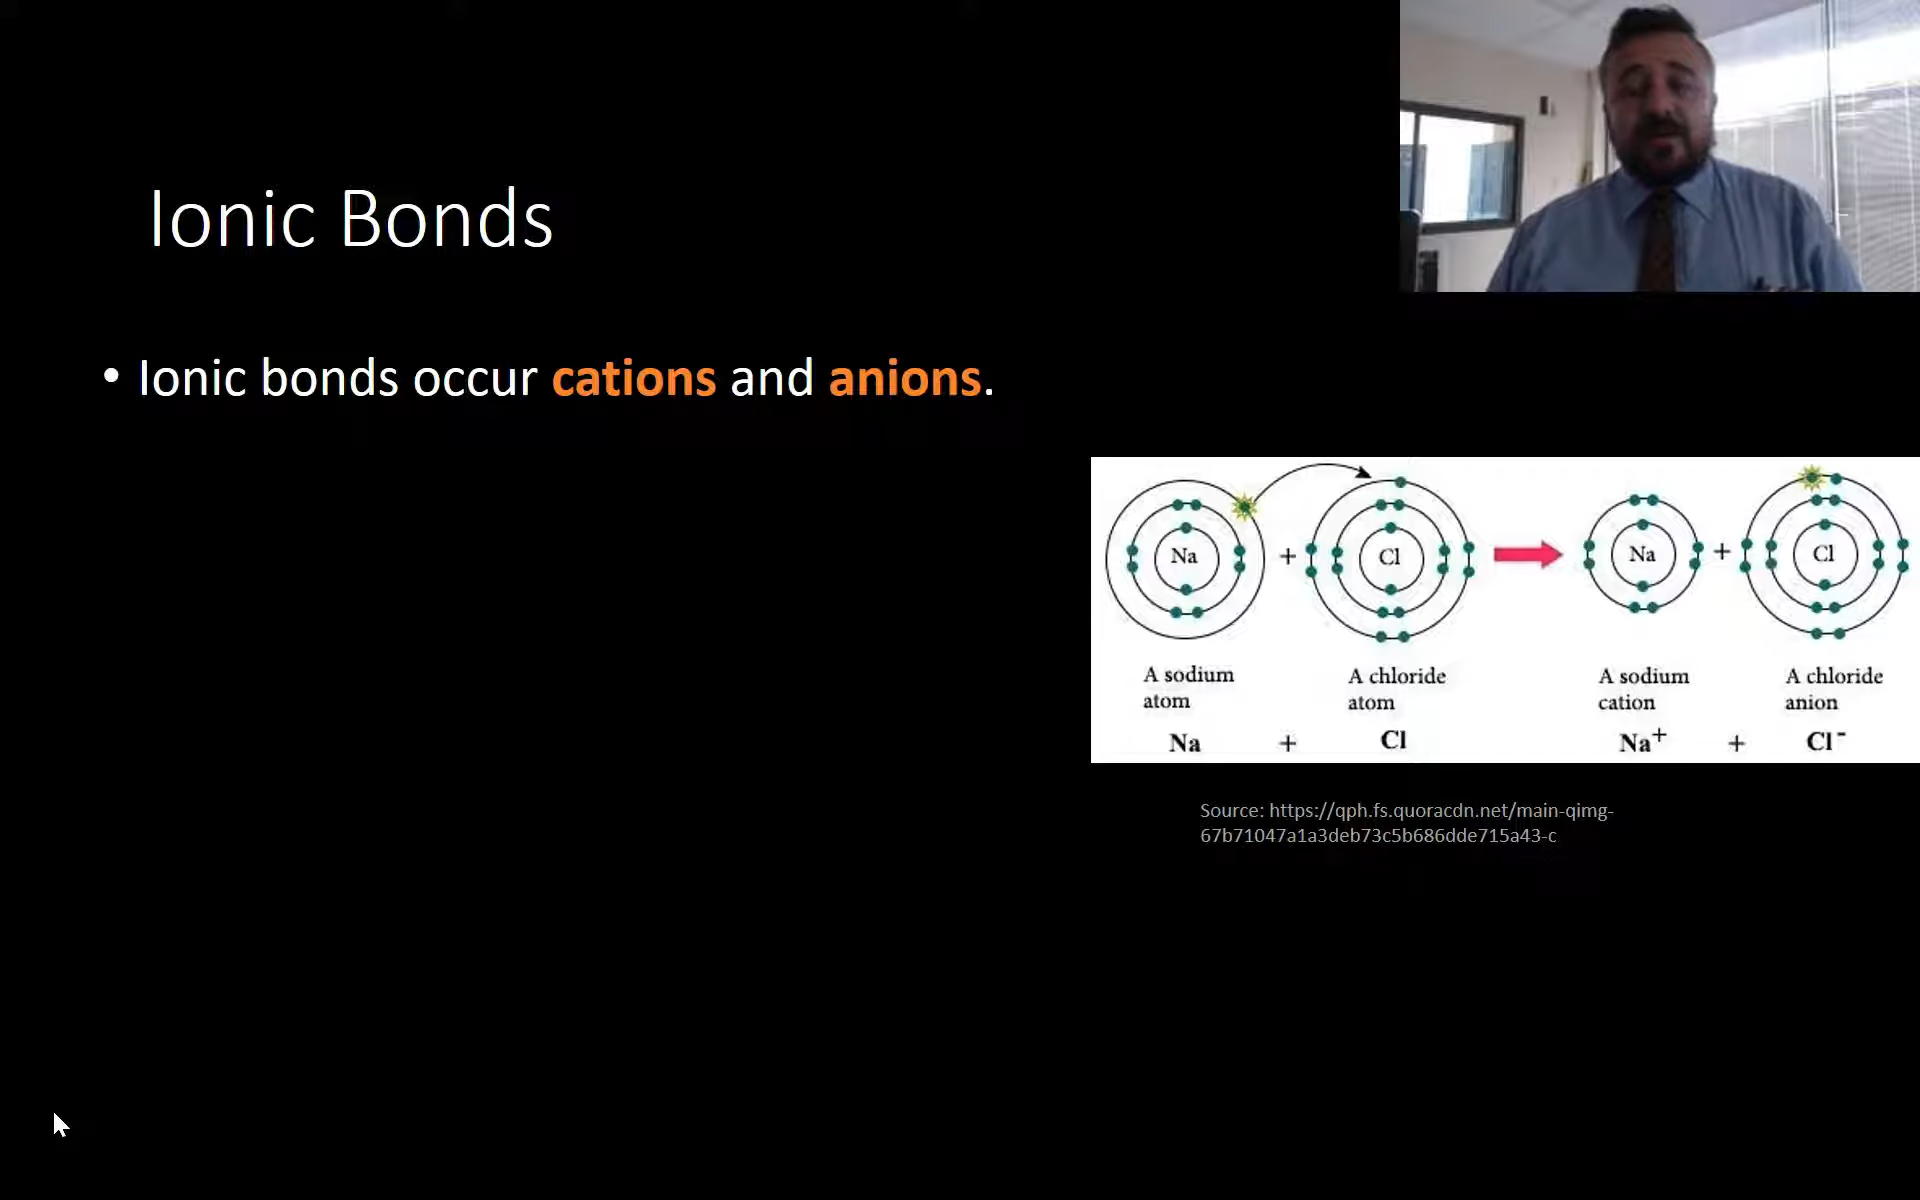 Ionic Bonds
• Ionic bonds occur cations and anions.
Na + Cl Na + Cl
A sodium atom
A chloride atom
A sodium cation
A chloride anion
Na + Cl Na⁺ + Cl⁻
Source: https://qph.fs.quoracdn.net/main-qimg-
67b71047a1a3deb73c5b686dde715a43-c